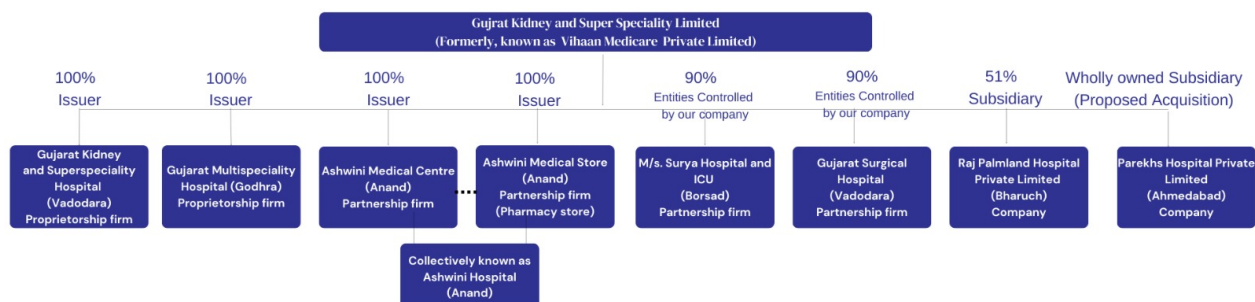 Gujrat Kidney and Super Speciality Limited
(Formerly, known as Vihaan Medicare Private Limited)
100%
Issuer
100%
Issuer
100%
Issuer
100%
Issuer
90%
Entities Controlled
by our company
90%
Entities Controlled
by our company
51%
Subsidiary
Wholly owned Subsidiary
(Proposed Acquisition)
Gujarat Kidney
and Superspeciality
Hospital
(Vadodara)
Proprietorship firm
Gujarat Multispeciality
Hospital (Godhra)
Proprietorship firm
Ashwini Medical Centre
(Anand)
Partnership firm
Ashwini Medical Store
(Anand)
Partnership firm
(Pharmacy store)
M/s. Surya Hospital and
ICU
(Borsad)
Partnership firm
Gujarat Surgical
Hospital
(Vadodara)
Partnership firm
Raj Palmland Hospital
Private Limited
(Bharuch)
Company
Parekhs Hospital Private
Limited
(Ahmedabad)
Company
Collectively known as
Ashwini Hospital
(Anand)